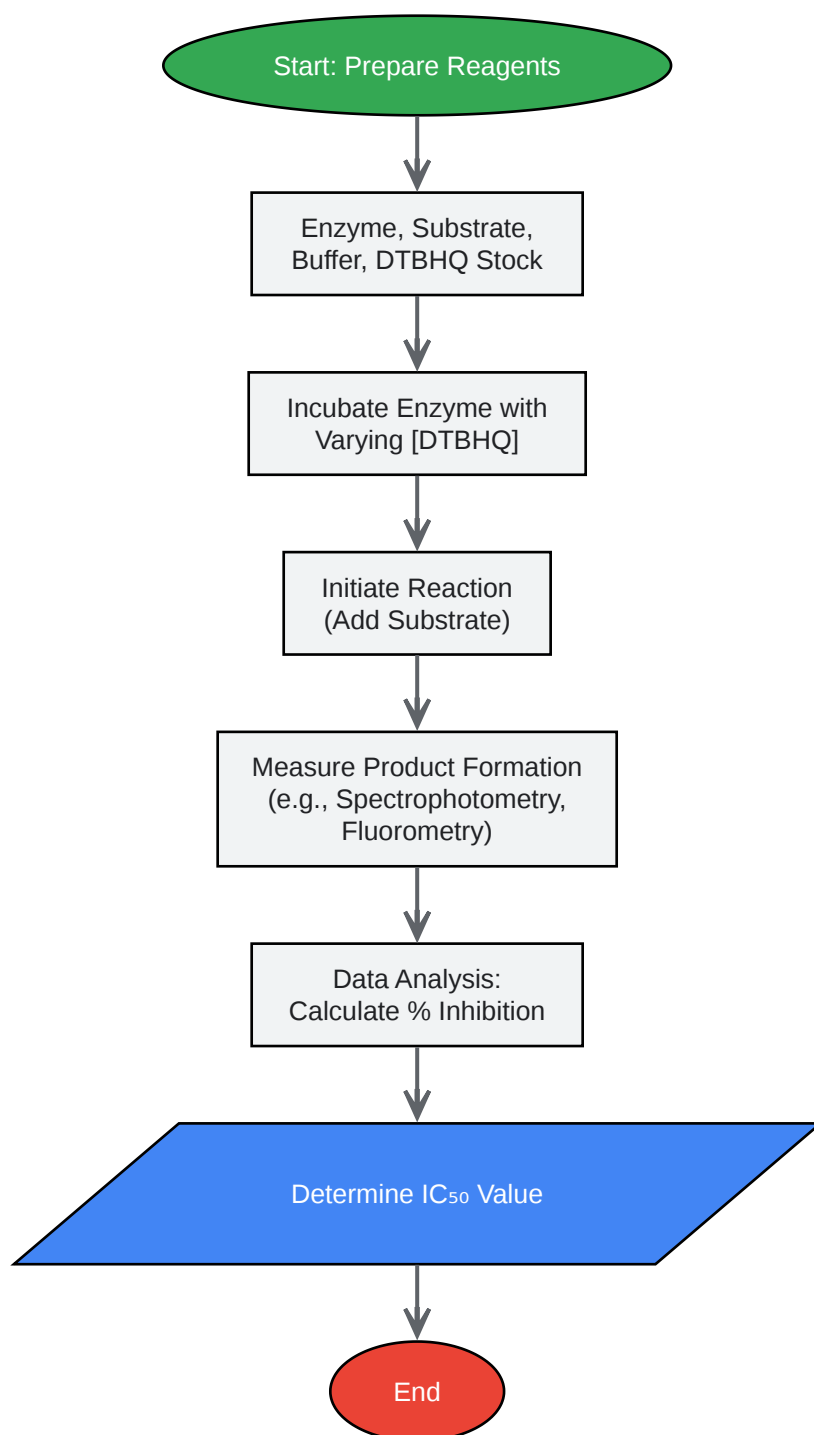 Start: Prepare Reagents
Enzyme, Substrate,
Buffer, DTBHQ Stock
Incubate Enzyme with
Varying [DTBHQ]
Initiate Reaction
(Add Substrate)
Measure Product Formation
(e.g., Spectrophotometry,
Fluorometry)
Data Analysis:
Calculate % Inhibition
Determine IC₅₀ Value
End